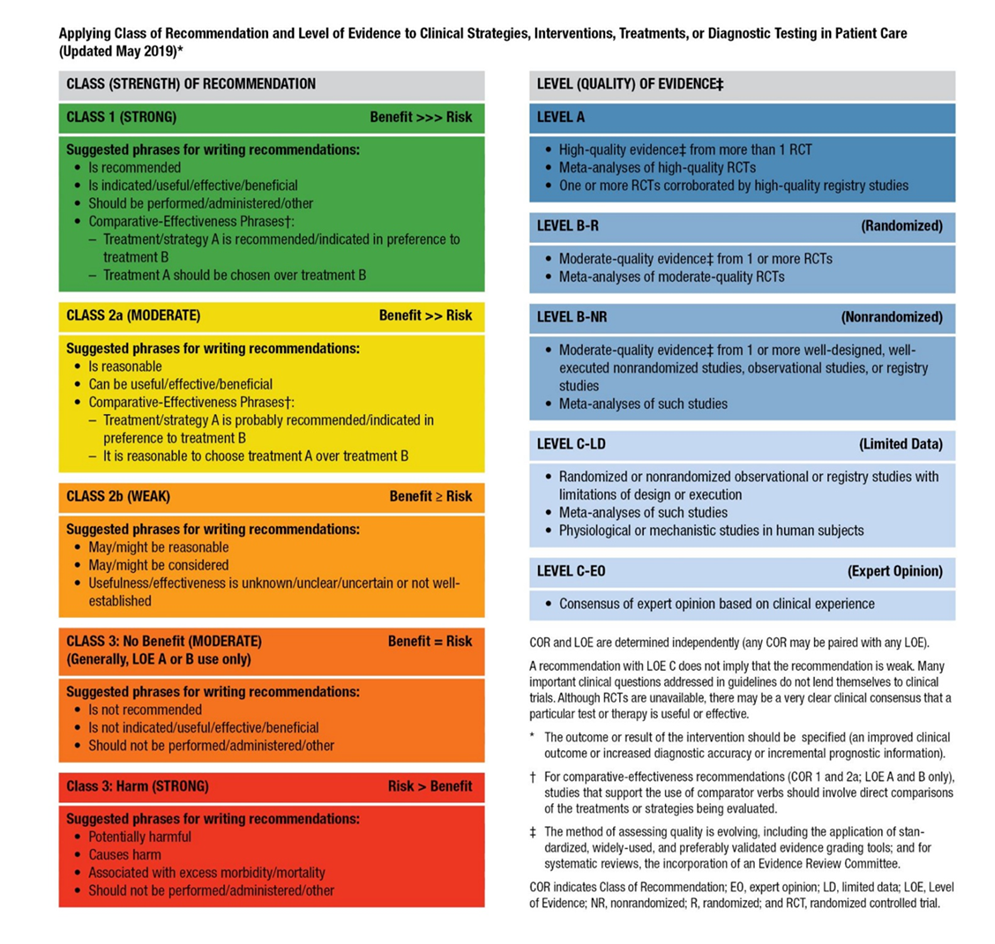 Applying Class of Recommendation and Level of Evidence to Clinical Strategies, Interventions, Treatments, or Diagnostic Testing in Patient Care
(Updated May 2019)*
CLASS (STRENGTH) OF RECOMMENDATION
CLASS 1 (STRONG) Benefit >>> Risk
Suggested phrases for writing recommendations:
• Is recommended
• Is indicated/useful/effective/beneficial
• Should be performed/administered/other
• Comparative-Effectiveness Phrases†:
– Treatment/strategy A is recommended/indicated in preference to
treatment B
– Treatment A should be chosen over treatment B
CLASS 2a (MODERATE) Benefit >> Risk
Suggested phrases for writing recommendations:
• Is reasonable
• Can be useful/effective/beneficial
• Comparative-Effectiveness Phrases†:
– Treatment/strategy A is probably recommended/indicated in
preference to treatment B
– It is reasonable to choose treatment A over treatment B
CLASS 2b (WEAK) Benefit ≥ Risk
Suggested phrases for writing recommendations:
• May/might be reasonable
• May/might be considered
• Usefulness/effectiveness is unknown/unclear/uncertain or not well-
established
CLASS 3: No Benefit (MODERATE) Benefit = Risk
(Generally, LOE A or B use only)
Suggested phrases for writing recommendations:
• Is not recommended
• Is not indicated/useful/effective/beneficial
• Should not be performed/administered/other
Class 3: Harm (STRONG) Risk > Benefit
Suggested phrases for writing recommendations:
• Potentially harmful
• Causes harm
• Associated with excess morbidity/mortality
• Should not be performed/administered/other
LEVEL (QUALITY) OF EVIDENCE‡
LEVEL A
• High-quality evidence‡ from more than 1 RCT
• Meta-analyses of high-quality RCTs
• One or more RCTs corroborated by high-quality registry studies
LEVEL B-R (Randomized)
• Moderate-quality evidence‡ from 1 or more RCTs
• Meta-analyses of moderate-quality RCTs
LEVEL B-NR (Nonrandomized)
• Moderate-quality evidence‡ from 1 or more well-designed, well-
executed nonrandomized studies, observational studies, or registry
studies
• Meta-analyses of such studies
LEVEL C-LD (Limited Data)
• Randomized or nonrandomized observational or registry studies with
limitations of design or execution
• Meta-analyses of such studies
• Physiological or mechanistic studies in human subjects
LEVEL C-EO (Expert Opinion)
• Consensus of expert opinion based on clinical experience
COR and LOE are determined independently (any COR may be paired with any LOE).
A recommendation with LOE C does not imply that the recommendation is weak. Many
important clinical questions addressed in guidelines do not lend themselves to clinical
trials. Although RCTs are unavailable, there may be a very clear clinical consensus that a
particular test or therapy is useful or effective.
* The outcome or result of the intervention should be specified (an improved clinical
outcome or increased diagnostic accuracy or incremental prognostic information).
† For comparative-effectiveness recommendations (COR 1 and 2a; LOE A and B only),
studies that support the use of comparator verbs should involve direct comparisons
of the treatments or strategies being evaluated.
‡ The method of assessing quality is evolving, including the application of stan-
dardized, widely-used, and preferably validated evidence grading tools; and for
systematic reviews, the incorporation of an Evidence Review Committee.
COR indicates Class of Recommendation; EO, expert opinion; LD, limited data; LOE, Level
of Evidence; NR, nonrandomized; R, randomized; and RCT, randomized controlled trial.